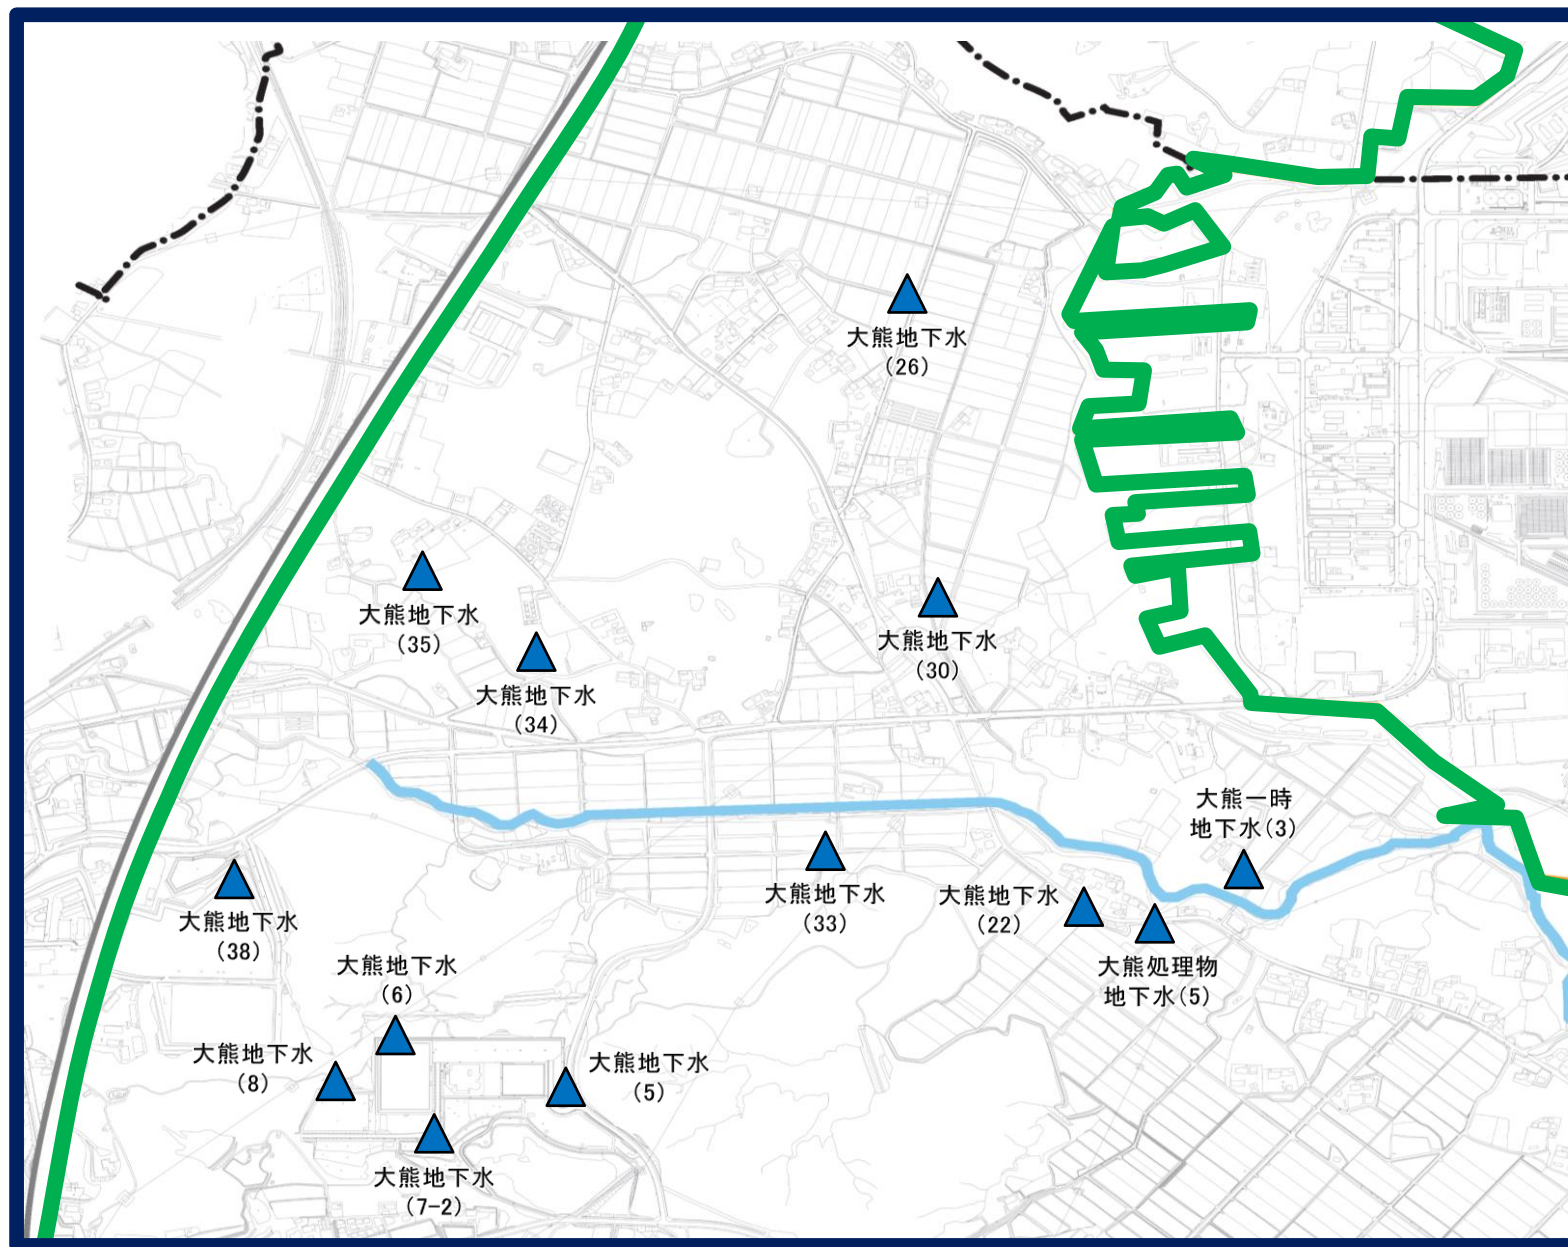 大熊地下水
(26)
大熊地下水
(35)
大熊地下水
(30)
大熊地下水
(34)
大熊一時
地下水(3)
大熊地下水
(33)
大熊地下水
(22)
大熊地下水
(38)
大熊処理物
地下水(5)
大熊地下水
(6)
大熊地下水
(8)
大熊地下水
(5)
大熊地下水
(7-2)